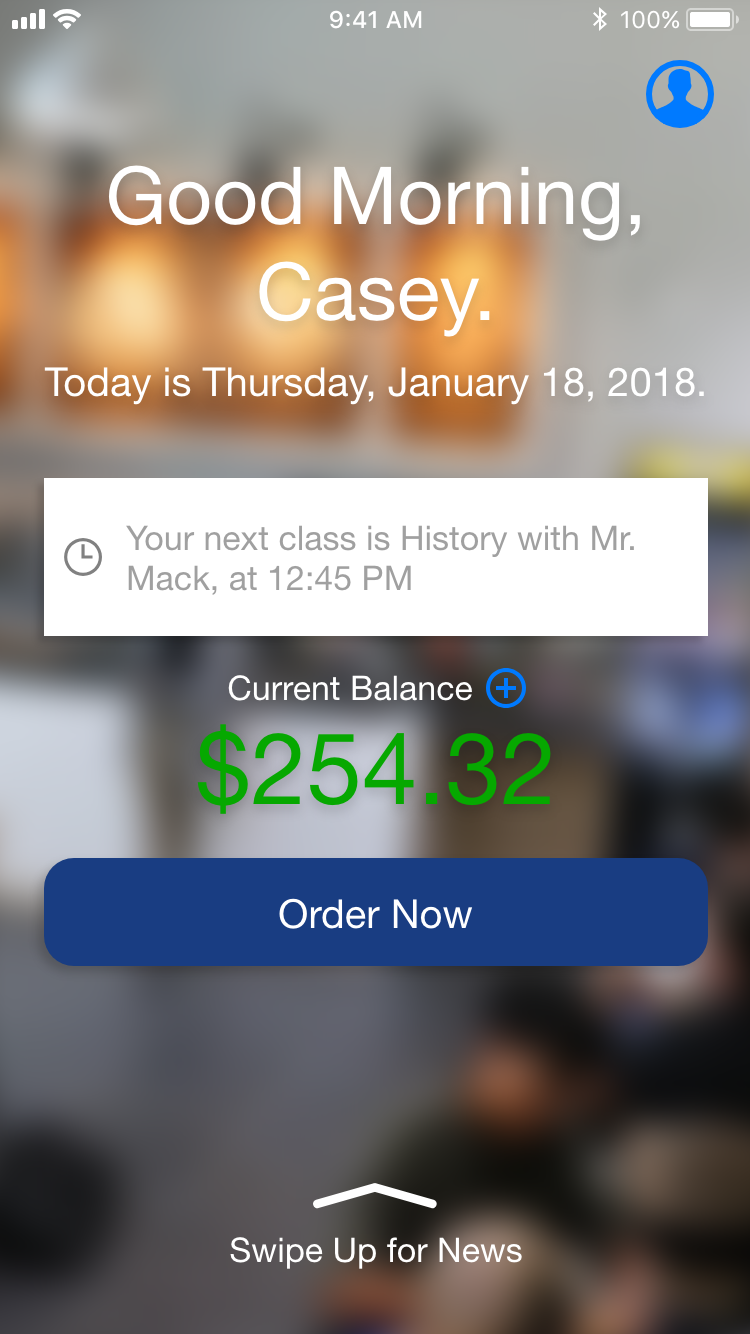 9:41 AM
100%
Good Morning,
Casey.
Today is Thursday, January 18, 2018.
Your next class is History with Mr.
Mack, at 12:45 PM
Current Balance
$254.32
Order Now
Swipe Up for News